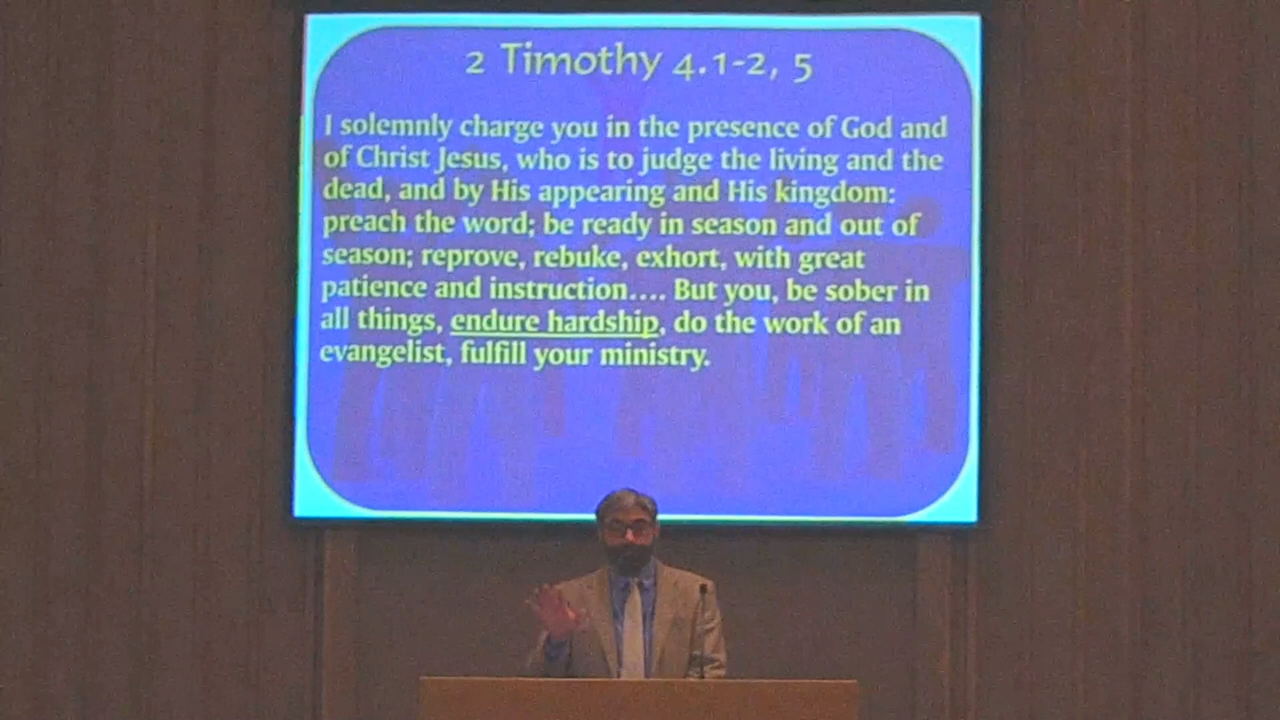 2 Timothy 4.1-2, 5
I solemnly charge you in the presence of God and
of Christ Jesus, who is to judge the living and the
dead, and by His appearing and His kingdom:
preach the word; be ready in season and out of
season; reprove, rebuke, exhort, with great
patience and instruction.... But you, be sober in
all things, endure hardship, do the work of an
evangelist, fulfill your ministry.